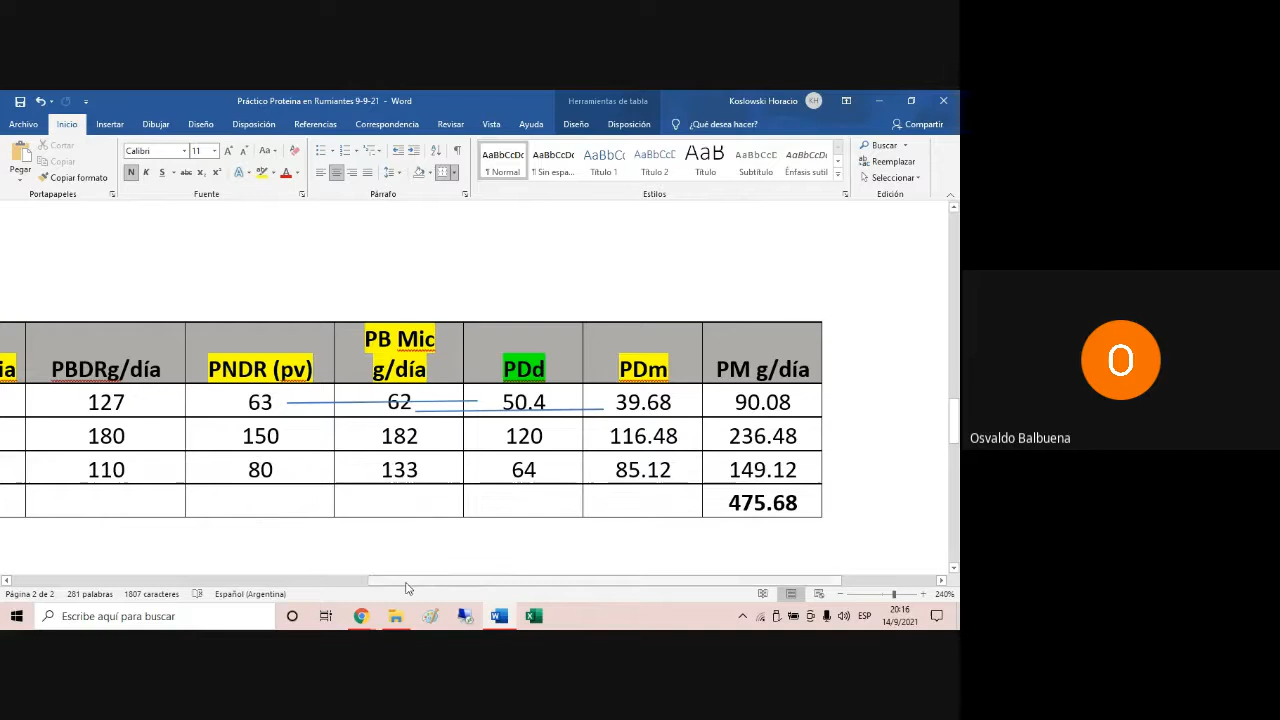 Práctico Proteina en Rumiantes 9-9-21 - Word
Herramientas de tabla
Koslowski Horacio
KH
Archivo Inicio Insertar Dibujar Diseño Disposición Referencias Correspondencia Revisar Vista Ayuda Diseño Disposición ¿Qué desea hacer? Compartir
Pegar
Cortar
Copiar
Copiar formato
Calibri 11
AaBbCcDc AaBbCcDc AaBbCcDc AaBbCcD AaB AaBbCcD AaBbCcDc
¶ Normal ¶ Sin espa... Título 1 Título 2 Título Subtítulo Énfasis sutil
Buscar
Reemplazar
Seleccionar
Portapapeles Fuente Párrafo Estilos Edición
PB Mic
ia PBDRg/día PNDR (pv) g/día PDd PDm PM g/día
127 63 62 50.4 39.68 90.08
180 150 182 120 116.48 236.48
110 80 133 64 85.12 149.12
475.68
O
Osvaldo Balbuena
Página 2 de 2 281 palabras 1807 caracteres Español (Argentina) 240%
Escribe aquí para buscar
ESP
20:16
14/9/2021